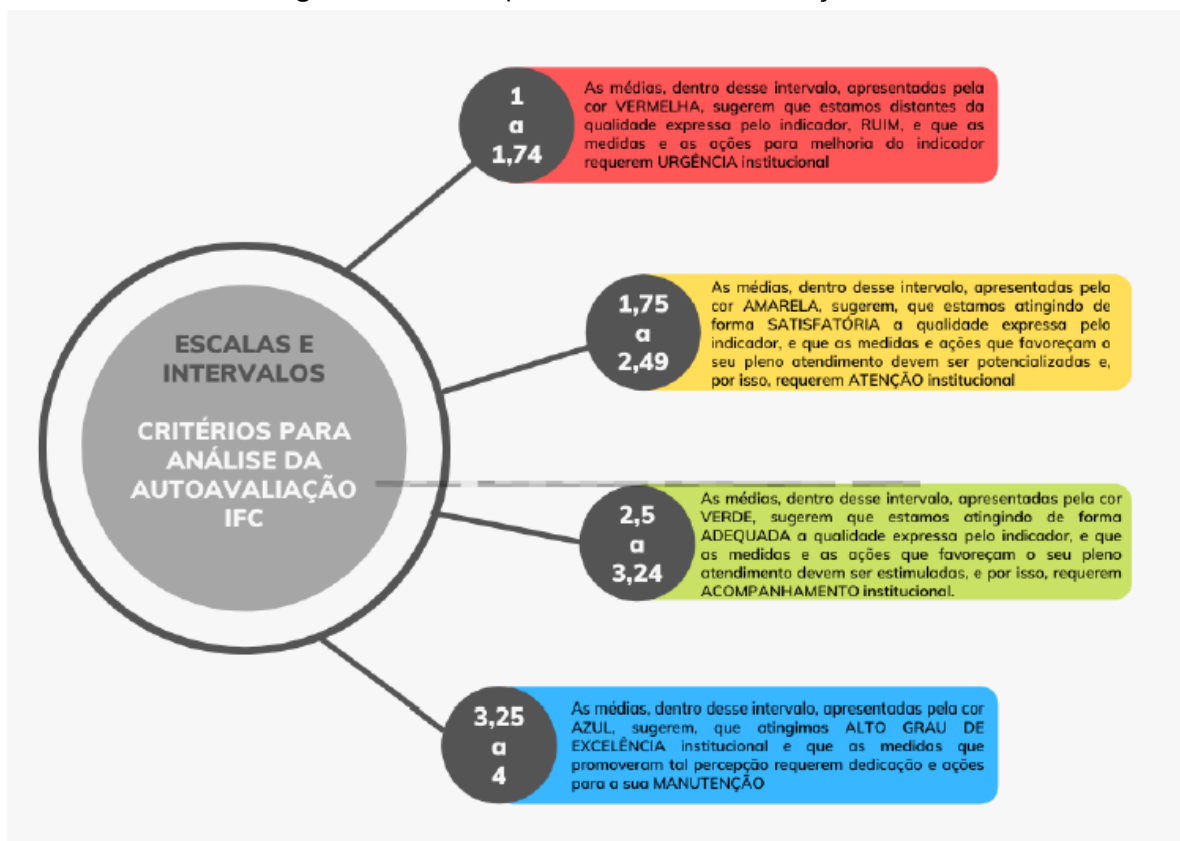 1
a
1,74
As médias, dentro desse intervalo, apresentadas pela
cor VERMELHA, sugerem que estamos distantes da
qualidade expressa pelo indicador, RUIM, e que as
medidas e as ações para melhoria do indicador
requerem URGÊNCIA institucional
1,75
a
2,49
As médias, dentro desse intervalo, apresentadas pela
cor AMARELA, sugerem, que estamos atingindo de
forma SATISFATÓRIA a qualidade expressa pelo
indicador, e que as medidas e ações que favoreçam o
seu pleno atendimento devem ser potencializadas e,
por isso, requerem ATENÇÃO institucional
ESCALAS E
INTERVALOS
CRITÉRIOS PARA
ANÁLISE DA
AUTOAVALIAÇÃO
IFC
2,5
a
3,24
As médias, dentro desse intervalo, apresentadas pela cor
VERDE, sugerem que estamos atingindo de forma
ADEQUADA a qualidade expressa pelo indicador, e que
as medidas e as ações que favoreçam o seu pleno
atendimento devem ser estimuladas, e por isso, requerem
ACOMPANHAMENTO institucional.
3,25
a
4
As médias, dentro desse intervalo, apresentadas pela cor
AZUL, sugerem, que atingimos ALTO GRAU DE
EXCELÊNCIA institucional e que as medidas que
promoveram tal percepção requerem dedicação e ações
para a sua MANUTENÇÃO